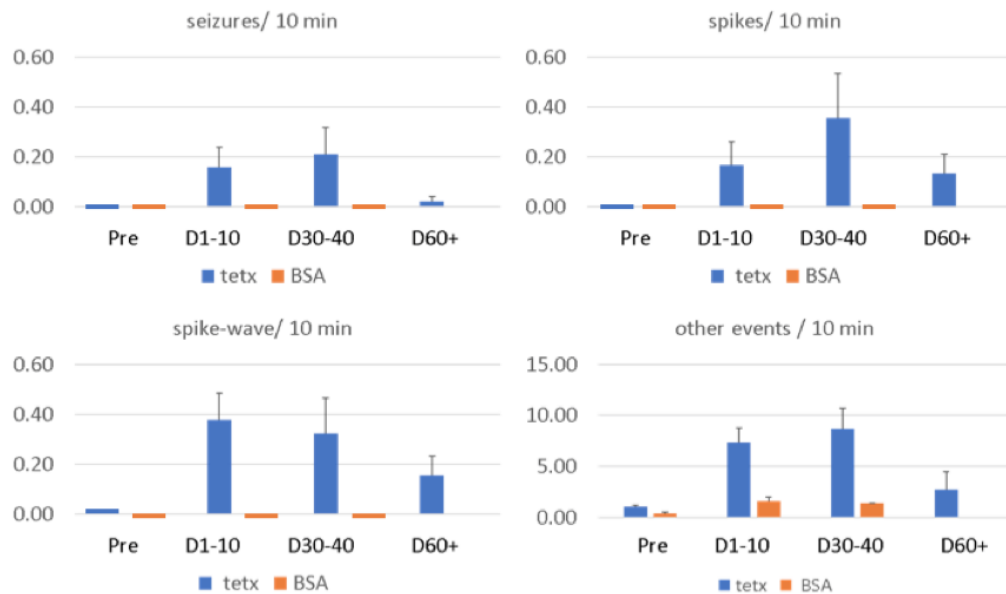 seizures/ 10 min
0.60
0.40
0.20
0.00
Pre D1-10 D30-40 D60+
tetx BSA
spikes/ 10 min
0.60
0.40
0.20
0.00
Pre D1-10 D30-40 D60+
tetx BSA
spike-wave/ 10 min
0.60
0.40
0.20
0.00
Pre D1-10 D30-40 D60+
tetx BSA
other events / 10 min
15.00
10.00
5.00
0.00
Pre D1-10 D30-40 D60+
tetx BSA